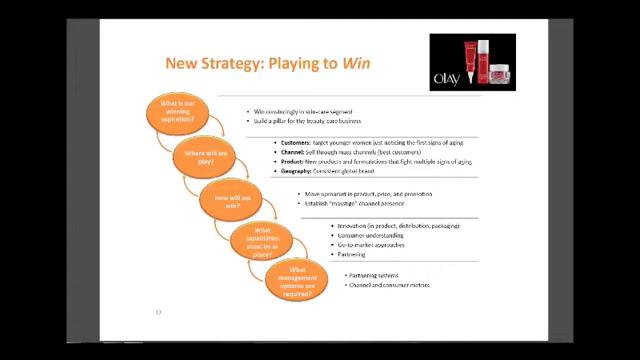 New Strategy: Playing to Win
OLAY
What is our
winning
aspiration?
• Win convincingly in skin-care segment
• Build a pillar for the beauty-care business
Where will we
play?
• Customers: Target younger women just noticing the first signs of aging
• Channel: Sell through mass channels (best customers)
• Product: New products and formulations that fight multiple signs of aging
• Geography: Consistent global brand
How will we
win?
• Move upmarket in product, price, and promotion
• Establish "masstige" channel presence
What
capabilities
must be in
place?
• Innovation (in product, distribution, packaging)
• Consumer understanding
• Go-to-market approaches
• Partnering
What
management
systems are
required?
• Partnering systems
• Channel and consumer metrics